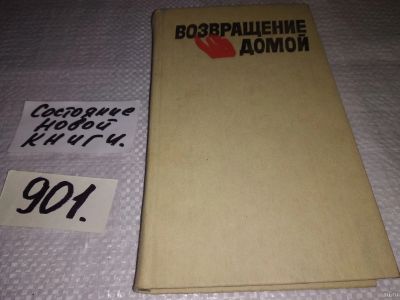 ВОЗВРАЩЕНИЕ
ДОМОЙ
Состояние
новой
книги.
901.